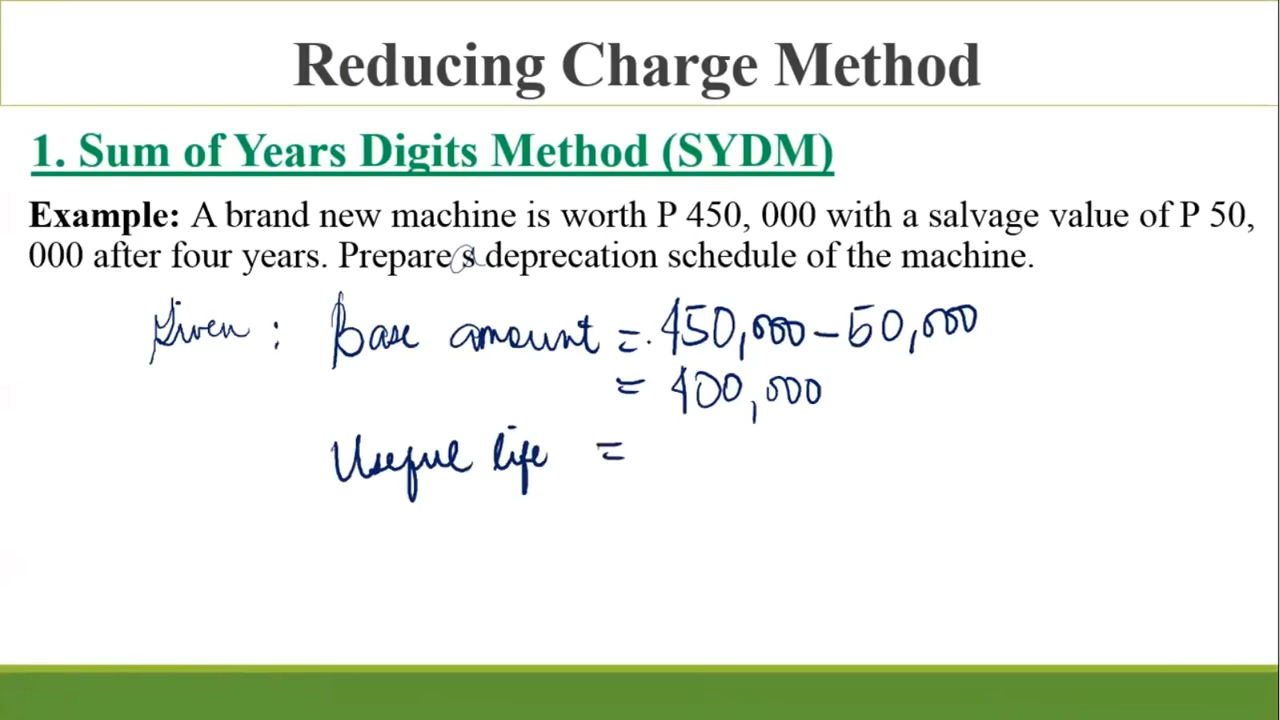 Reducing Charge Method
1. Sum of Years Digits Method (SYDM)
Example: A brand new machine is worth P 450, 000 with a salvage value of P 50,
000 after four years. Prepare s deprecation schedule of the machine.
Given : Base amount = 450,000 - 50,000
= 400,000
Useful life =